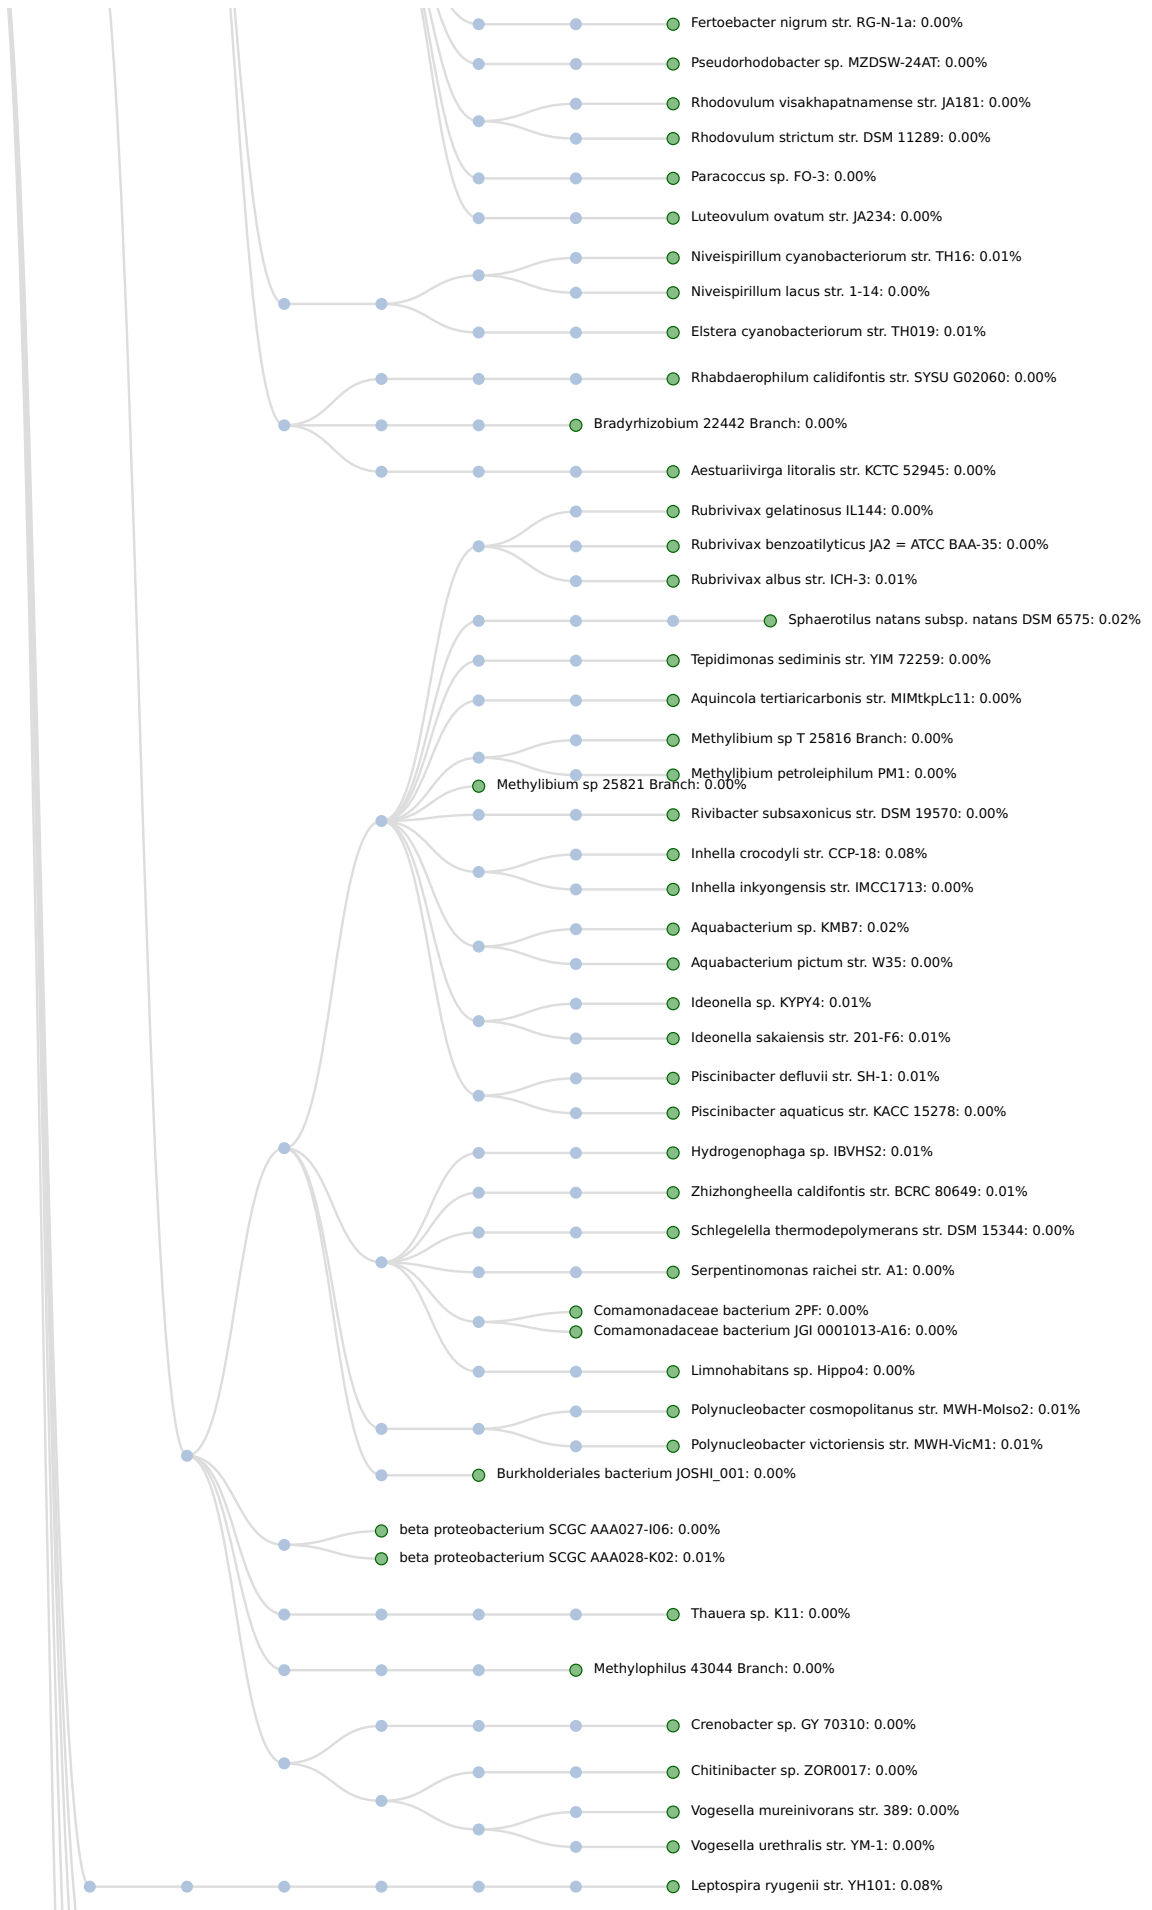 Fertoebacter nigrum str. RG-N-1a: 0.00%
Pseudorhodobacter sp. MZDSW-24AT: 0.00%
Rhodovulum visakhapatnamense str. JA181: 0.00%
Rhodovulum strictum str. DSM 11289: 0.00%
Paracoccus sp. FO-3: 0.00%
Luteovulum ovatum str. JA234: 0.00%
Niveispirillum cyanobacteriorum str. TH16: 0.01%
Niveispirillum lacus str. 1-14: 0.00%
Elstera cyanobacteriorum str. TH019: 0.01%
Rhabdaerophilum calidifontis str. SYSU G02060: 0.00%
Bradyrhizobium 22442 Branch: 0.00%
Aestuariivirga litoralis str. KCTC 52945: 0.00%
Rubrivivax gelatinosus IL144: 0.00%
Rubrivivax benzoatilyticus JA2 = ATCC BAA-35: 0.00%
Rubrivivax albus str. ICH-3: 0.01%
Sphaerotilus natans subsp. natans DSM 6575: 0.02%
Tepidimonas sediminis str. YIM 72259: 0.00%
Aquincola tertiaricarbonis str. MIMtkpLc11: 0.00%
Methylibium sp T 25816 Branch: 0.00%
Methylibium petroleiphilum PM1: 0.00%
Methylibium sp 25821 Branch: 0.00%
Rivibacter subsaxonicus str. DSM 19570: 0.00%
Inhella crocodyli str. CCP-18: 0.08%
Inhella inkyongensis str. IMCC1713: 0.00%
Aquabacterium sp. KMB7: 0.02%
Aquabacterium pictum str. W35: 0.00%
Ideonella sp. KYPY4: 0.01%
Ideonella sakaiensis str. 201-F6: 0.01%
Piscinibacter defluvii str. SH-1: 0.01%
Piscinibacter aquaticus str. KACC 15278: 0.00%
Hydrogenophaga sp. IBVHS2: 0.01%
Zhizhongheella caldifontis str. BCRC 80649: 0.01%
Schlegelella thermodepolymerans str. DSM 15344: 0.00%
Serpentinomonas raichei str. A1: 0.00%
Comamonadaceae bacterium 2PF: 0.00%
Comamonadaceae bacterium JGI 0001013-A16: 0.00%
Limnohabitans sp. Hippo4: 0.00%
Polynucleobacter cosmopolitanus str. MWH-MoIso2: 0.01%
Polynucleobacter victoriensis str. MWH-VicM1: 0.01%
Burkholderiales bacterium JOSHI_001: 0.00%
beta proteobacterium SCGC AAA027-I06: 0.00%
beta proteobacterium SCGC AAA028-K02: 0.01%
Thauera sp. K11: 0.00%
Methylophilus 43044 Branch: 0.00%
Crenobacter sp. GY 70310: 0.00%
Chitinibacter sp. ZOR0017: 0.00%
Vogesella mureinivorans str. 389: 0.00%
Vogesella urethralis str. YM-1: 0.00%
Leptospira ryugenii str. YH101: 0.08%